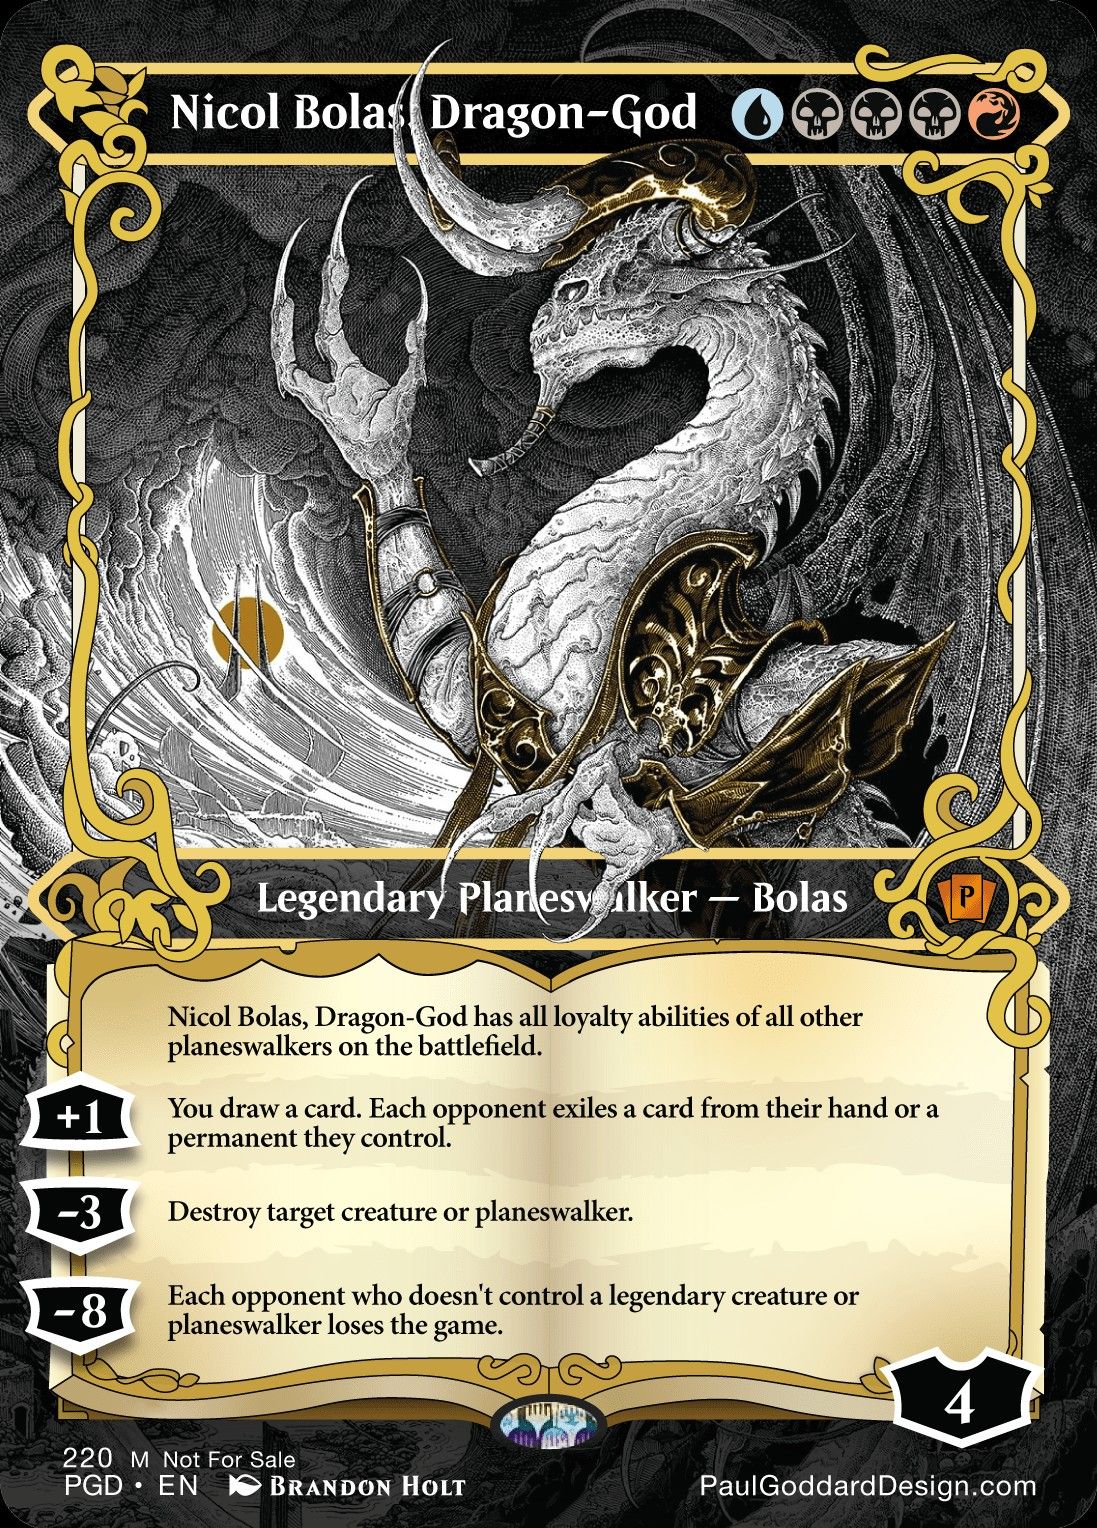 Nicol Bolas, Dragon-God
Legendary Planeswalker — Bolas
P
Nicol Bolas, Dragon-God has all loyalty abilities of all other
planeswalkers on the battlefield.
+1
You draw a card. Each opponent exiles a card from their hand or a
permanent they control.
−3
Destroy target creature or planeswalker.
−8
Each opponent who doesn't control a legendary creature or
planeswalker loses the game.
4
220 M Not For Sale
PGD • EN Brandon Holt
PaulGoddardDesign.com